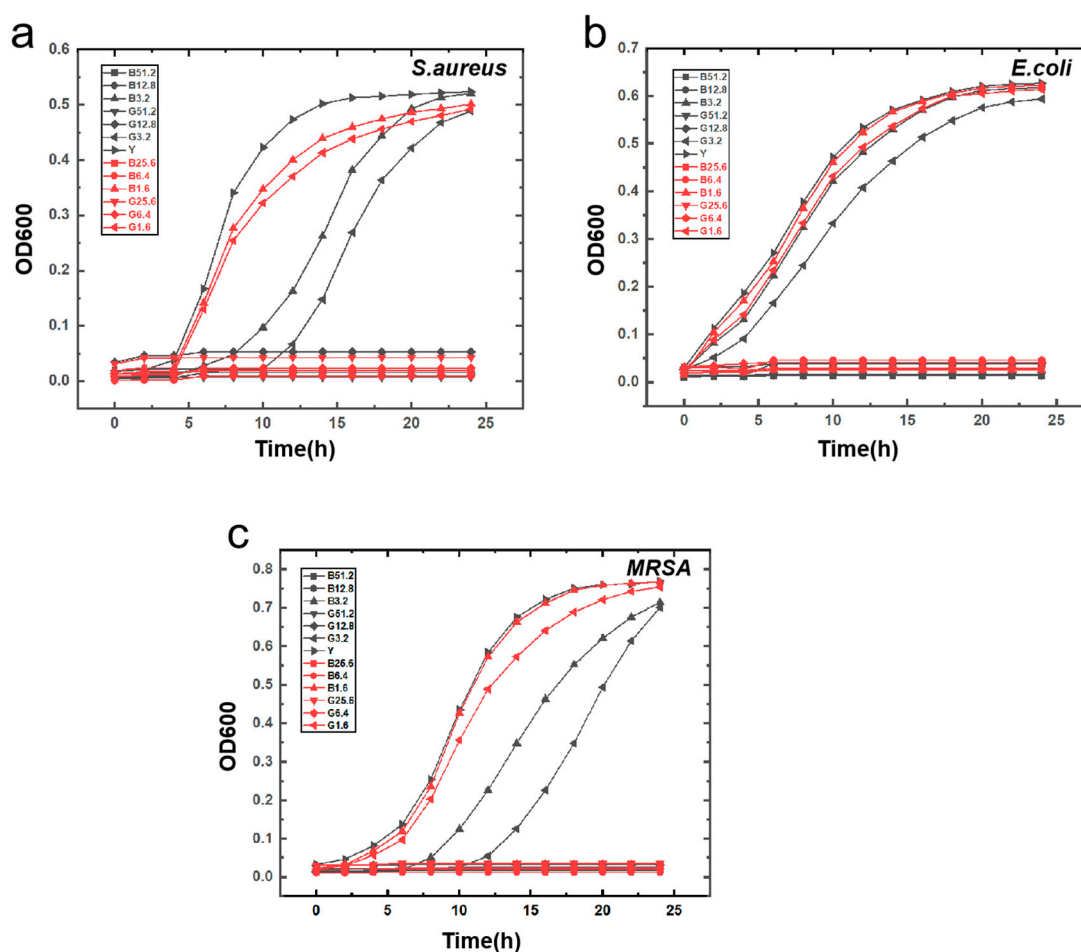 a
S.aureus
0.6
0.5
0.4
0.3
0.2
0.1
0.0
OD600
B51.2
B12.8
B3.2
G51.2
G12.8
G3.2
Y
B25.6
B6.4
B1.6
G25.6
G6.4
G1.6
0 5 10 15 20 25
Time(h)
b
E.coli
0.7
0.6
0.5
0.4
0.3
0.2
0.1
0.0
OD600
B51.2
B12.8
B3.2
G51.2
G12.8
G3.2
Y
B25.6
B6.4
B1.6
G25.6
G6.4
G1.6
0 5 10 15 20 25
Time(h)
c
MRSA
0.8
0.7
0.6
0.5
0.4
0.3
0.2
0.1
0.0
OD600
B51.2
B12.8
B3.2
G51.2
G12.8
G3.2
Y
B25.6
B6.4
B1.6
G25.6
G6.4
G1.6
0 5 10 15 20 25
Time(h)